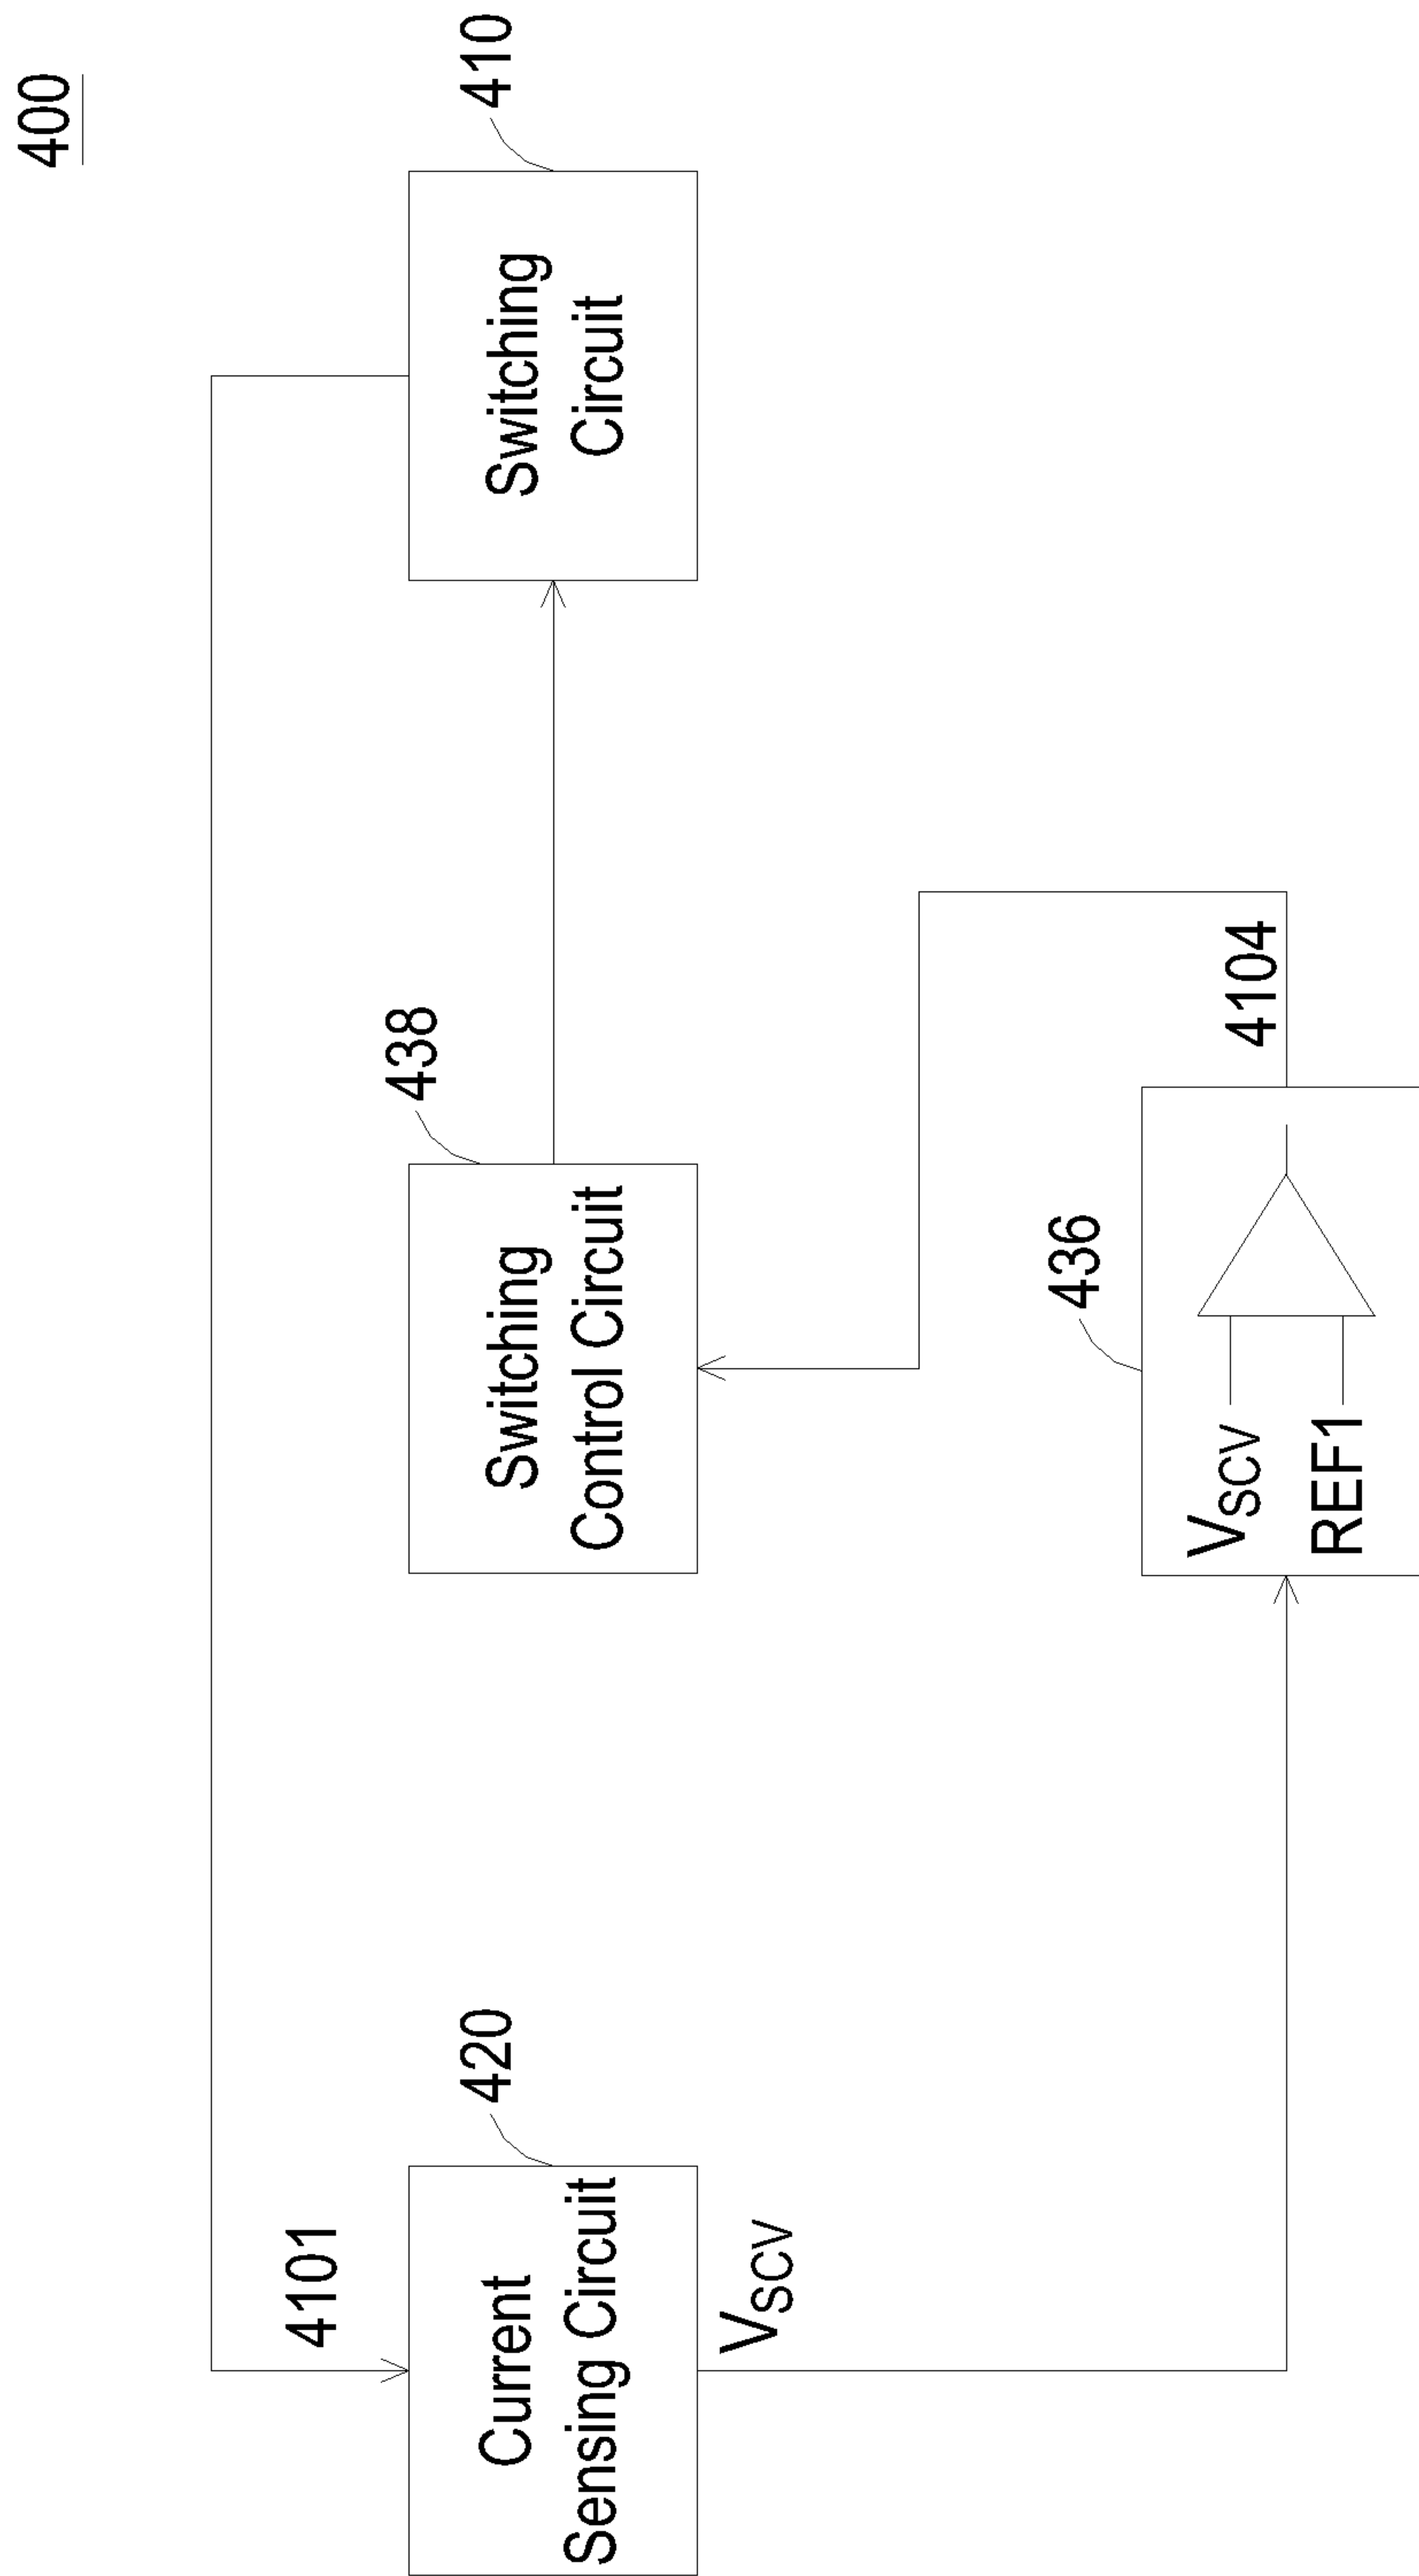 400
4101
420
Current
Sensing Circuit
438
Switching
Control Circuit
410
Switching
Circuit
VSCV
436
VSCV
REF1
4104